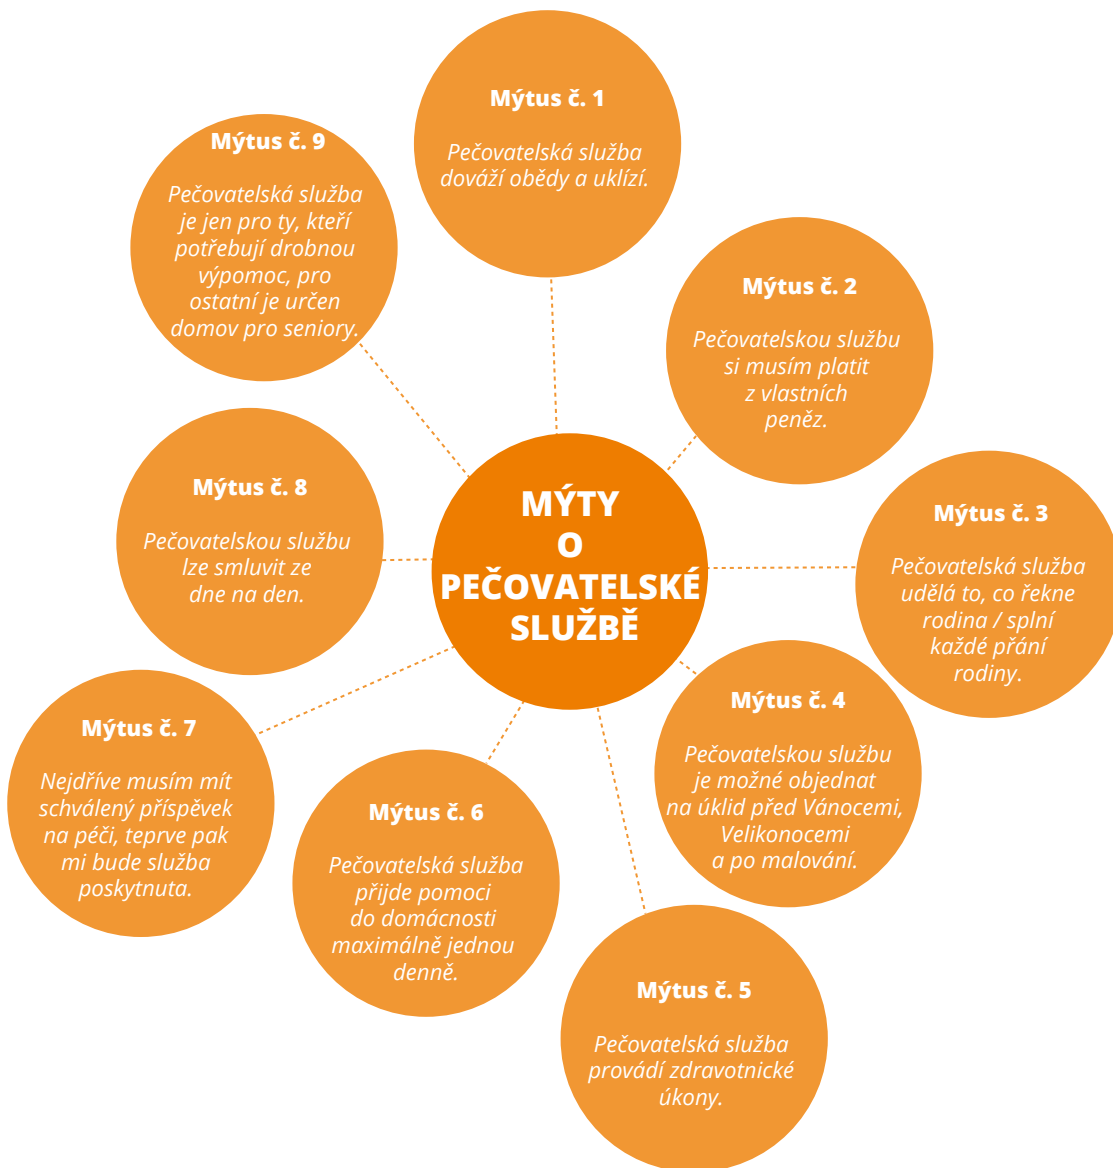 MÝTY
O
PEČOVATELSKÉ
SLUŽBĚ
Mýtus č. 1
Pečovatelská služba
dováží obědy a uklízí.
Mýtus č. 2
Pečovatelskou službu
si musím platit
z vlastních
peněz.
Mýtus č. 3
Pečovatelská služba
udělá to, co řekne
rodina / splní
každé přání
rodiny.
Mýtus č. 4
Pečovatelskou službu
je možné objednat
na úklid před Vánocemi,
Velikonocemi
a po malování.
Mýtus č. 5
Pečovatelská služba
provádí zdravotnické
úkony.
Mýtus č. 6
Pečovatelská služba
přijde pomoci
do domácnosti
maximálně jednou
denně.
Mýtus č. 7
Nejdříve musím mít
schválený příspěvek
na péči, teprve pak
mi bude služba
poskytnuta.
Mýtus č. 8
Pečovatelskou službu
lze smluvit ze
dne na den.
Mýtus č. 9
Pečovatelská služba
je jen pro ty, kteří
potřebují drobnou
výpomoc, pro
ostatní je určen
domov pro seniory.